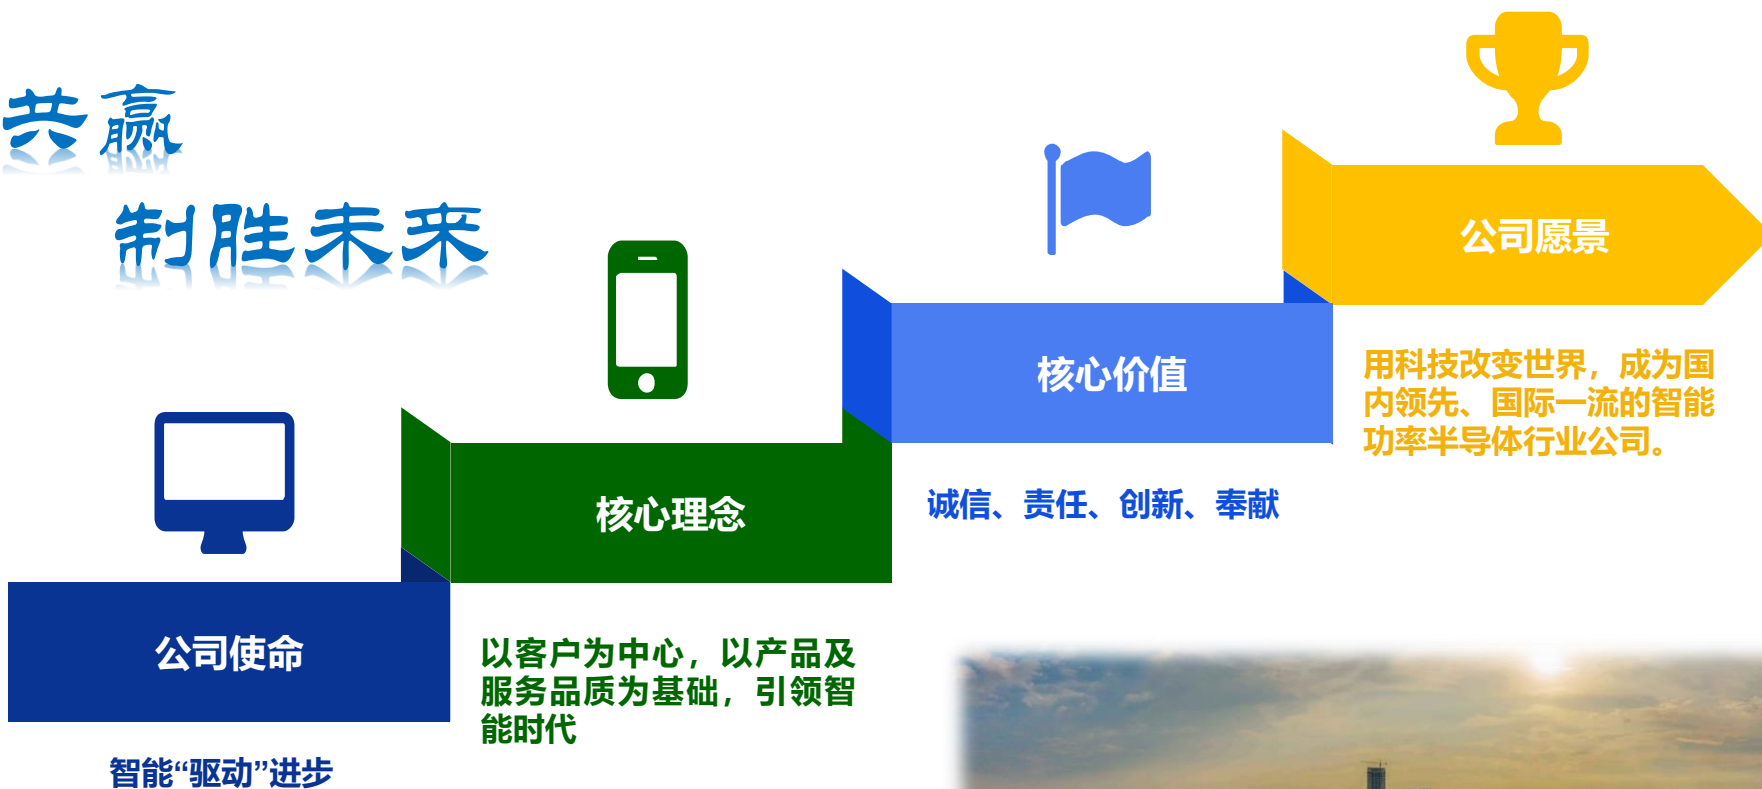 共赢
制胜未来
公司使命
智能“驱动”进步
核心理念
以客户为中心，以产品及
服务品质为基础，引领智
能时代
核心价值
诚信、责任、创新、奉献
公司愿景
用科技改变世界，成为国
内领先、国际一流的智能
功率半导体行业公司。